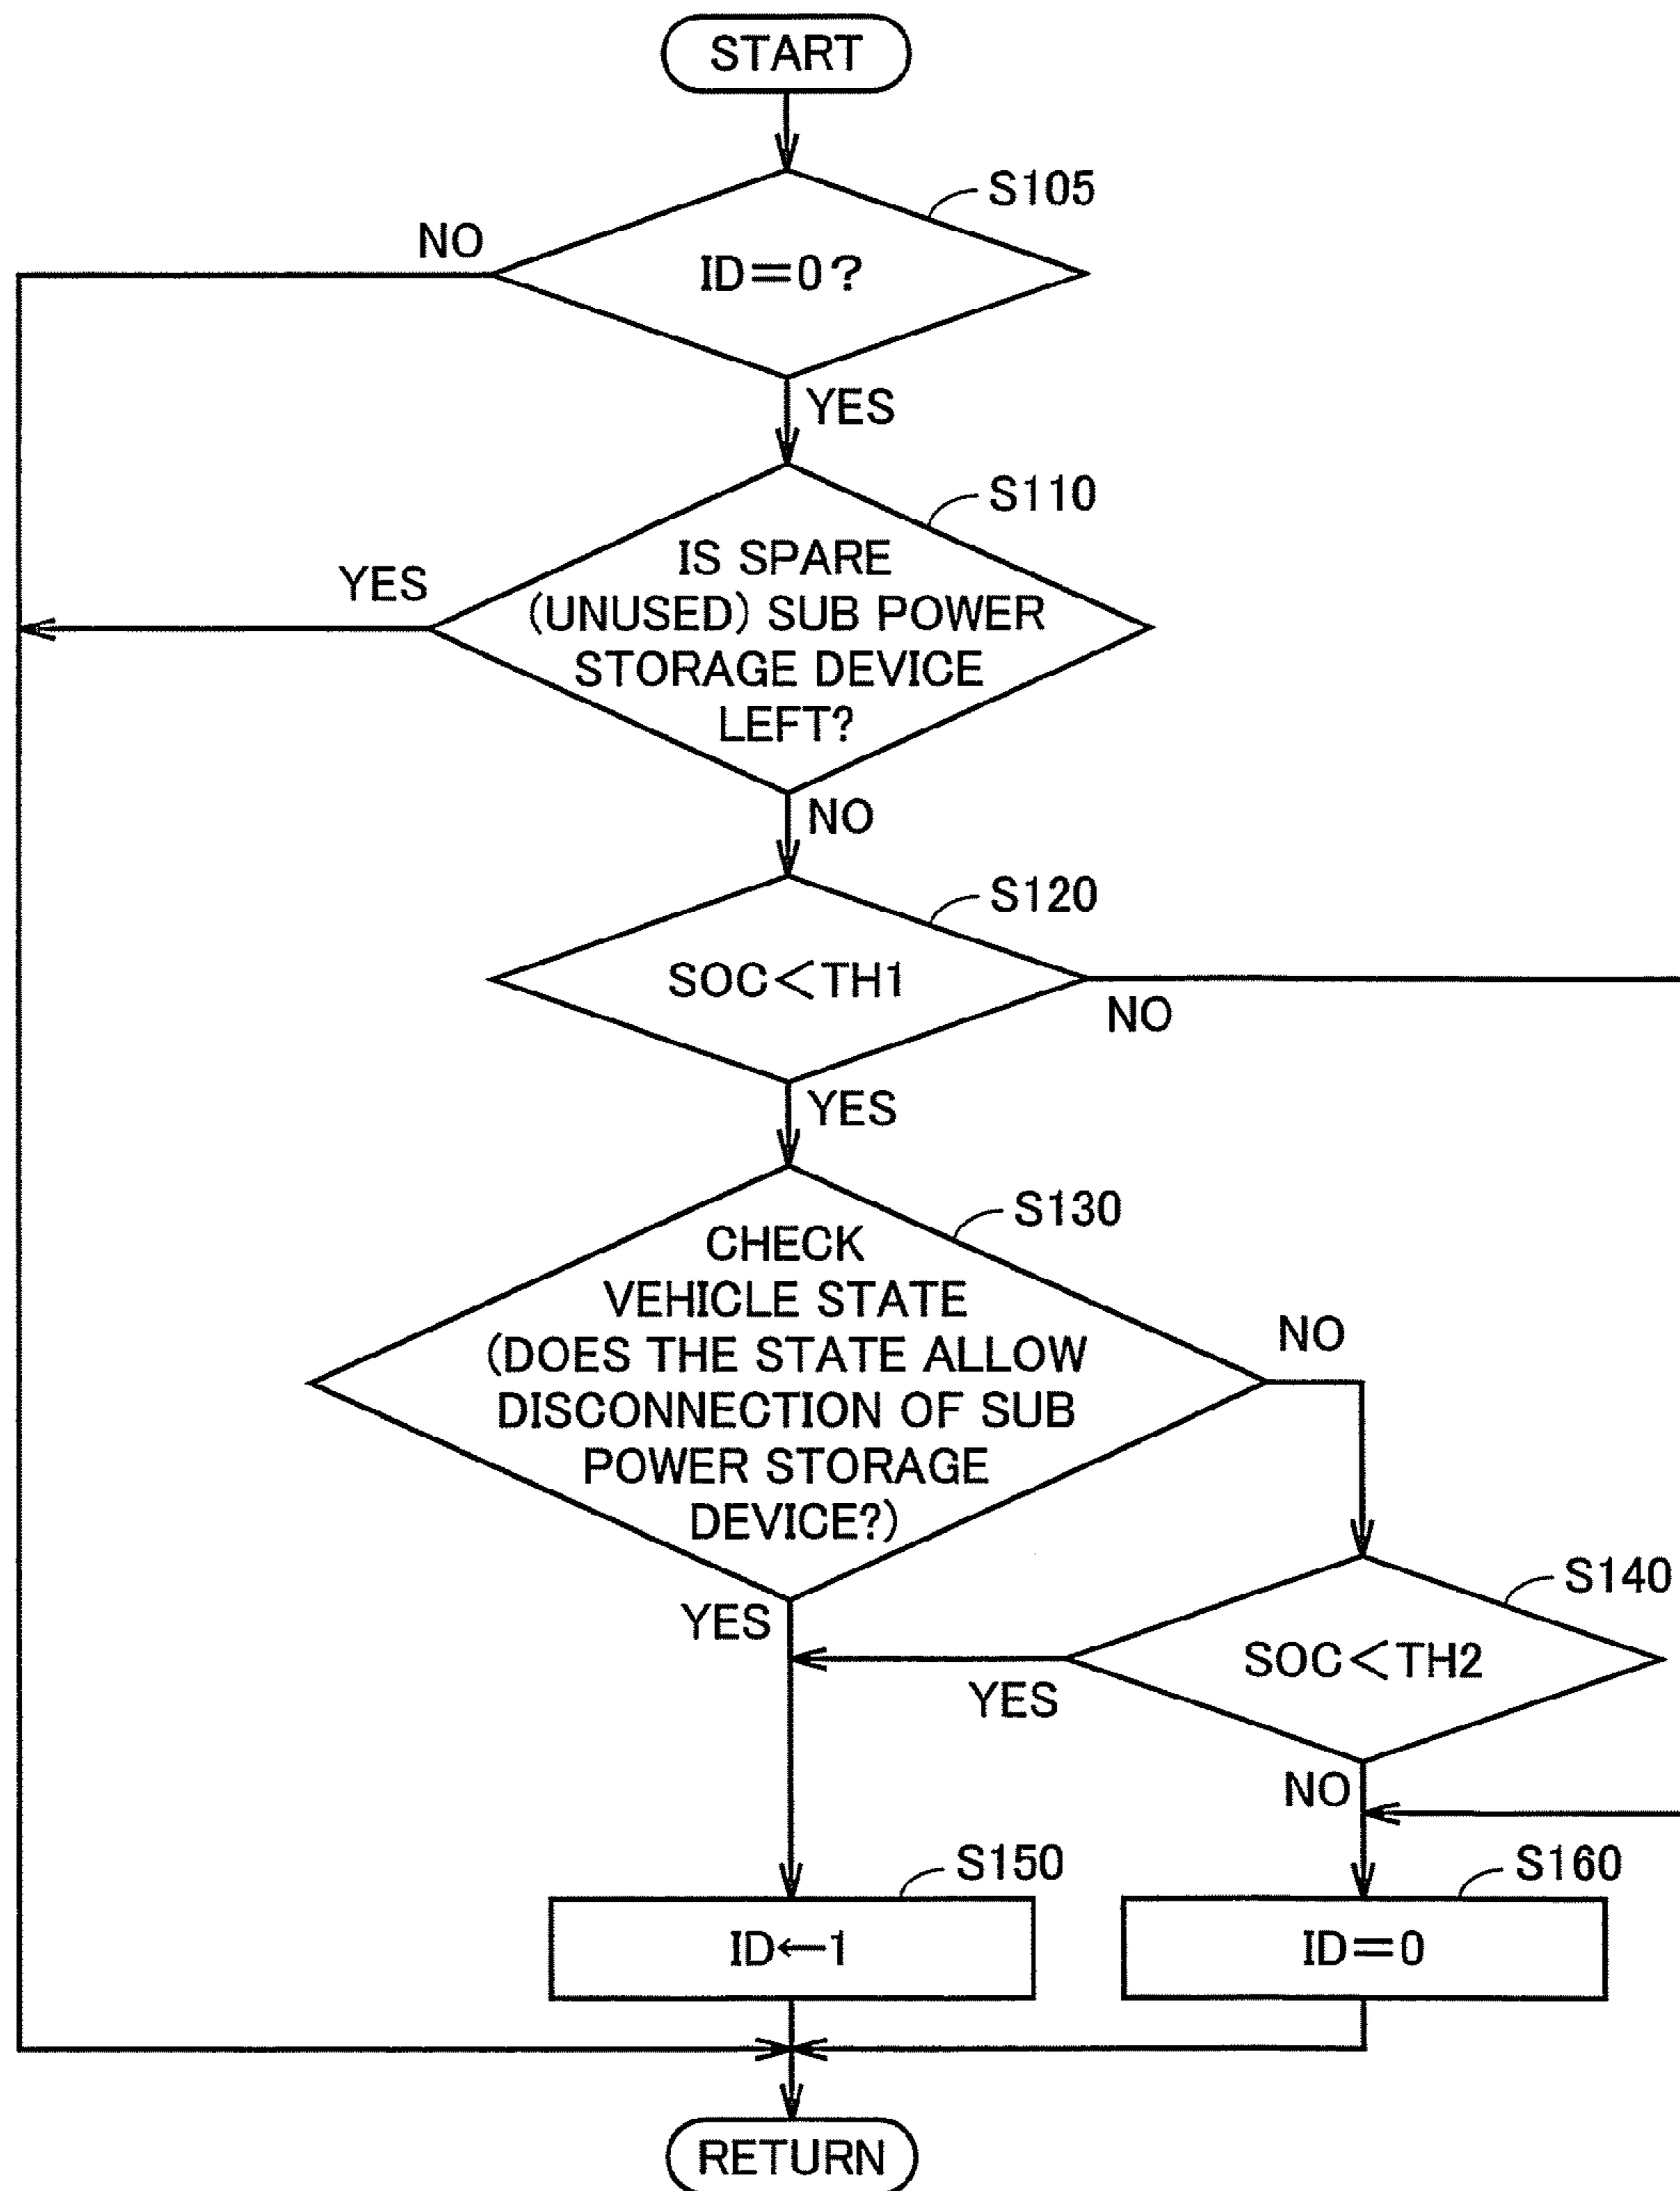 START
S105
NO
ID=0?
YES
S110
YES
IS SPARE
(UNUSED) SUB POWER
STORAGE DEVICE
LEFT?
NO
S120
SOC<TH1
NO
YES
S130
CHECK
VEHICLE STATE
(DOES THE STATE ALLOW
DISCONNECTION OF SUB
POWER STORAGE
DEVICE?)
NO
YES
S140
SOC<TH2
YES
NO
S150
S160
ID←1
ID=0
RETURN